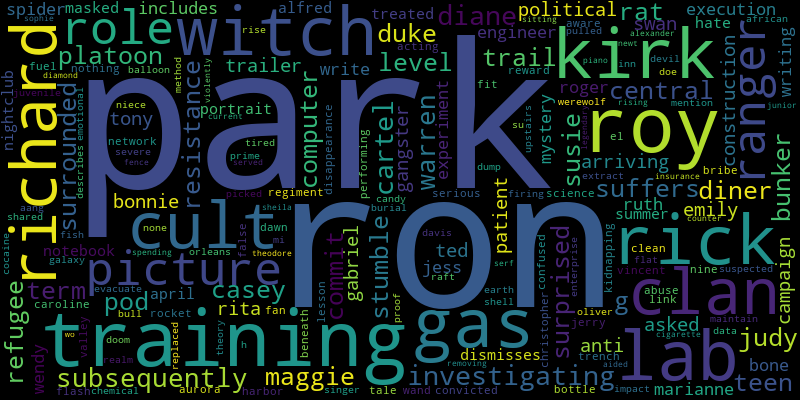 spider masked includes alfred treated duke diane political rat swan execution african
sophie rise acting engineer aware hate sitting pulled alexander
role witch kirk
platoon trailer write level trail reward piano inn devil doe newt
nothing balloon fuel
richard park roy ranger
nightclub surrounded method resistance violently portrait computer disappearance performing cartel gangster warren experiment fit
roger central werewolf rising mention junior construction writing
juvenile diamond niece tony network severe fence emotional describes
current tired prime served
mystery susie su el upstairs legendary arriving bribe
dump extract insurance diner bunker
bonnie regiment candy burial serious firing science suffers ruth summer emily counter
aang shared fish none sheila dawn mi false orleans
cult ron rick
notebook galaxy picture spending theodore
davis ted jess raft patient confused serf earth shell enterprise kidnapping
clean flat vincent nine suspected campaign
cocaine term caroline pod evacuate april casey rocket bull
gabriel stumble commit lesson proof
surprised christopher g clan abuse link
refugee wendy valley doom realm wo training replaced theory rita fan h beneath
gas jerry oliver anti trench asked data maintain cigarette
lab judy
dismisses removing aided
subsequently maggie investigating marianne bone teen
flash chemical aurora harbor singer tale wand convicted bottle impact